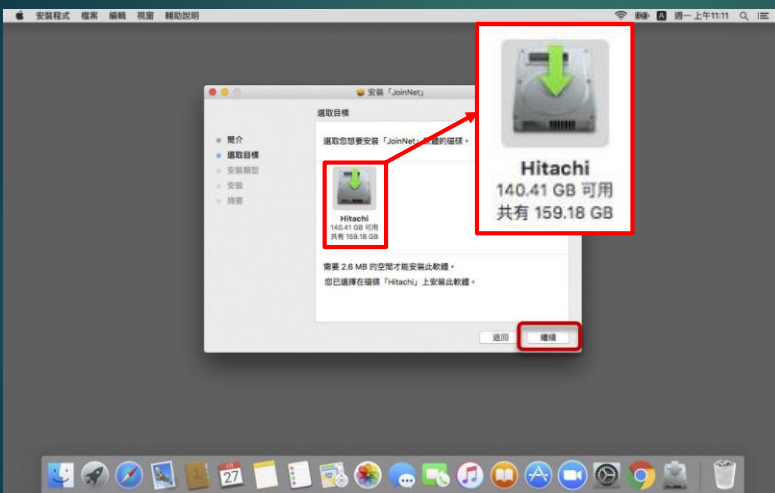 安裝程式 檔案 編輯 視窗 輔助說明
週一上午11:11
安裝「JoinNet」
選取目標
簡介
選取目標
安裝類型
安裝
摘要
選取您想要安裝「JoinNet」軟體的磁碟。
Hitachi
140.41 GB 可用
共有 159.18 GB
Hitachi
140.41 GB 可用
共有 159.18 GB
需要 2.6 MB 的空間才能安裝此軟體。
您已選擇在磁碟「Hitachi」上安裝此軟體。
返回
繼續
27